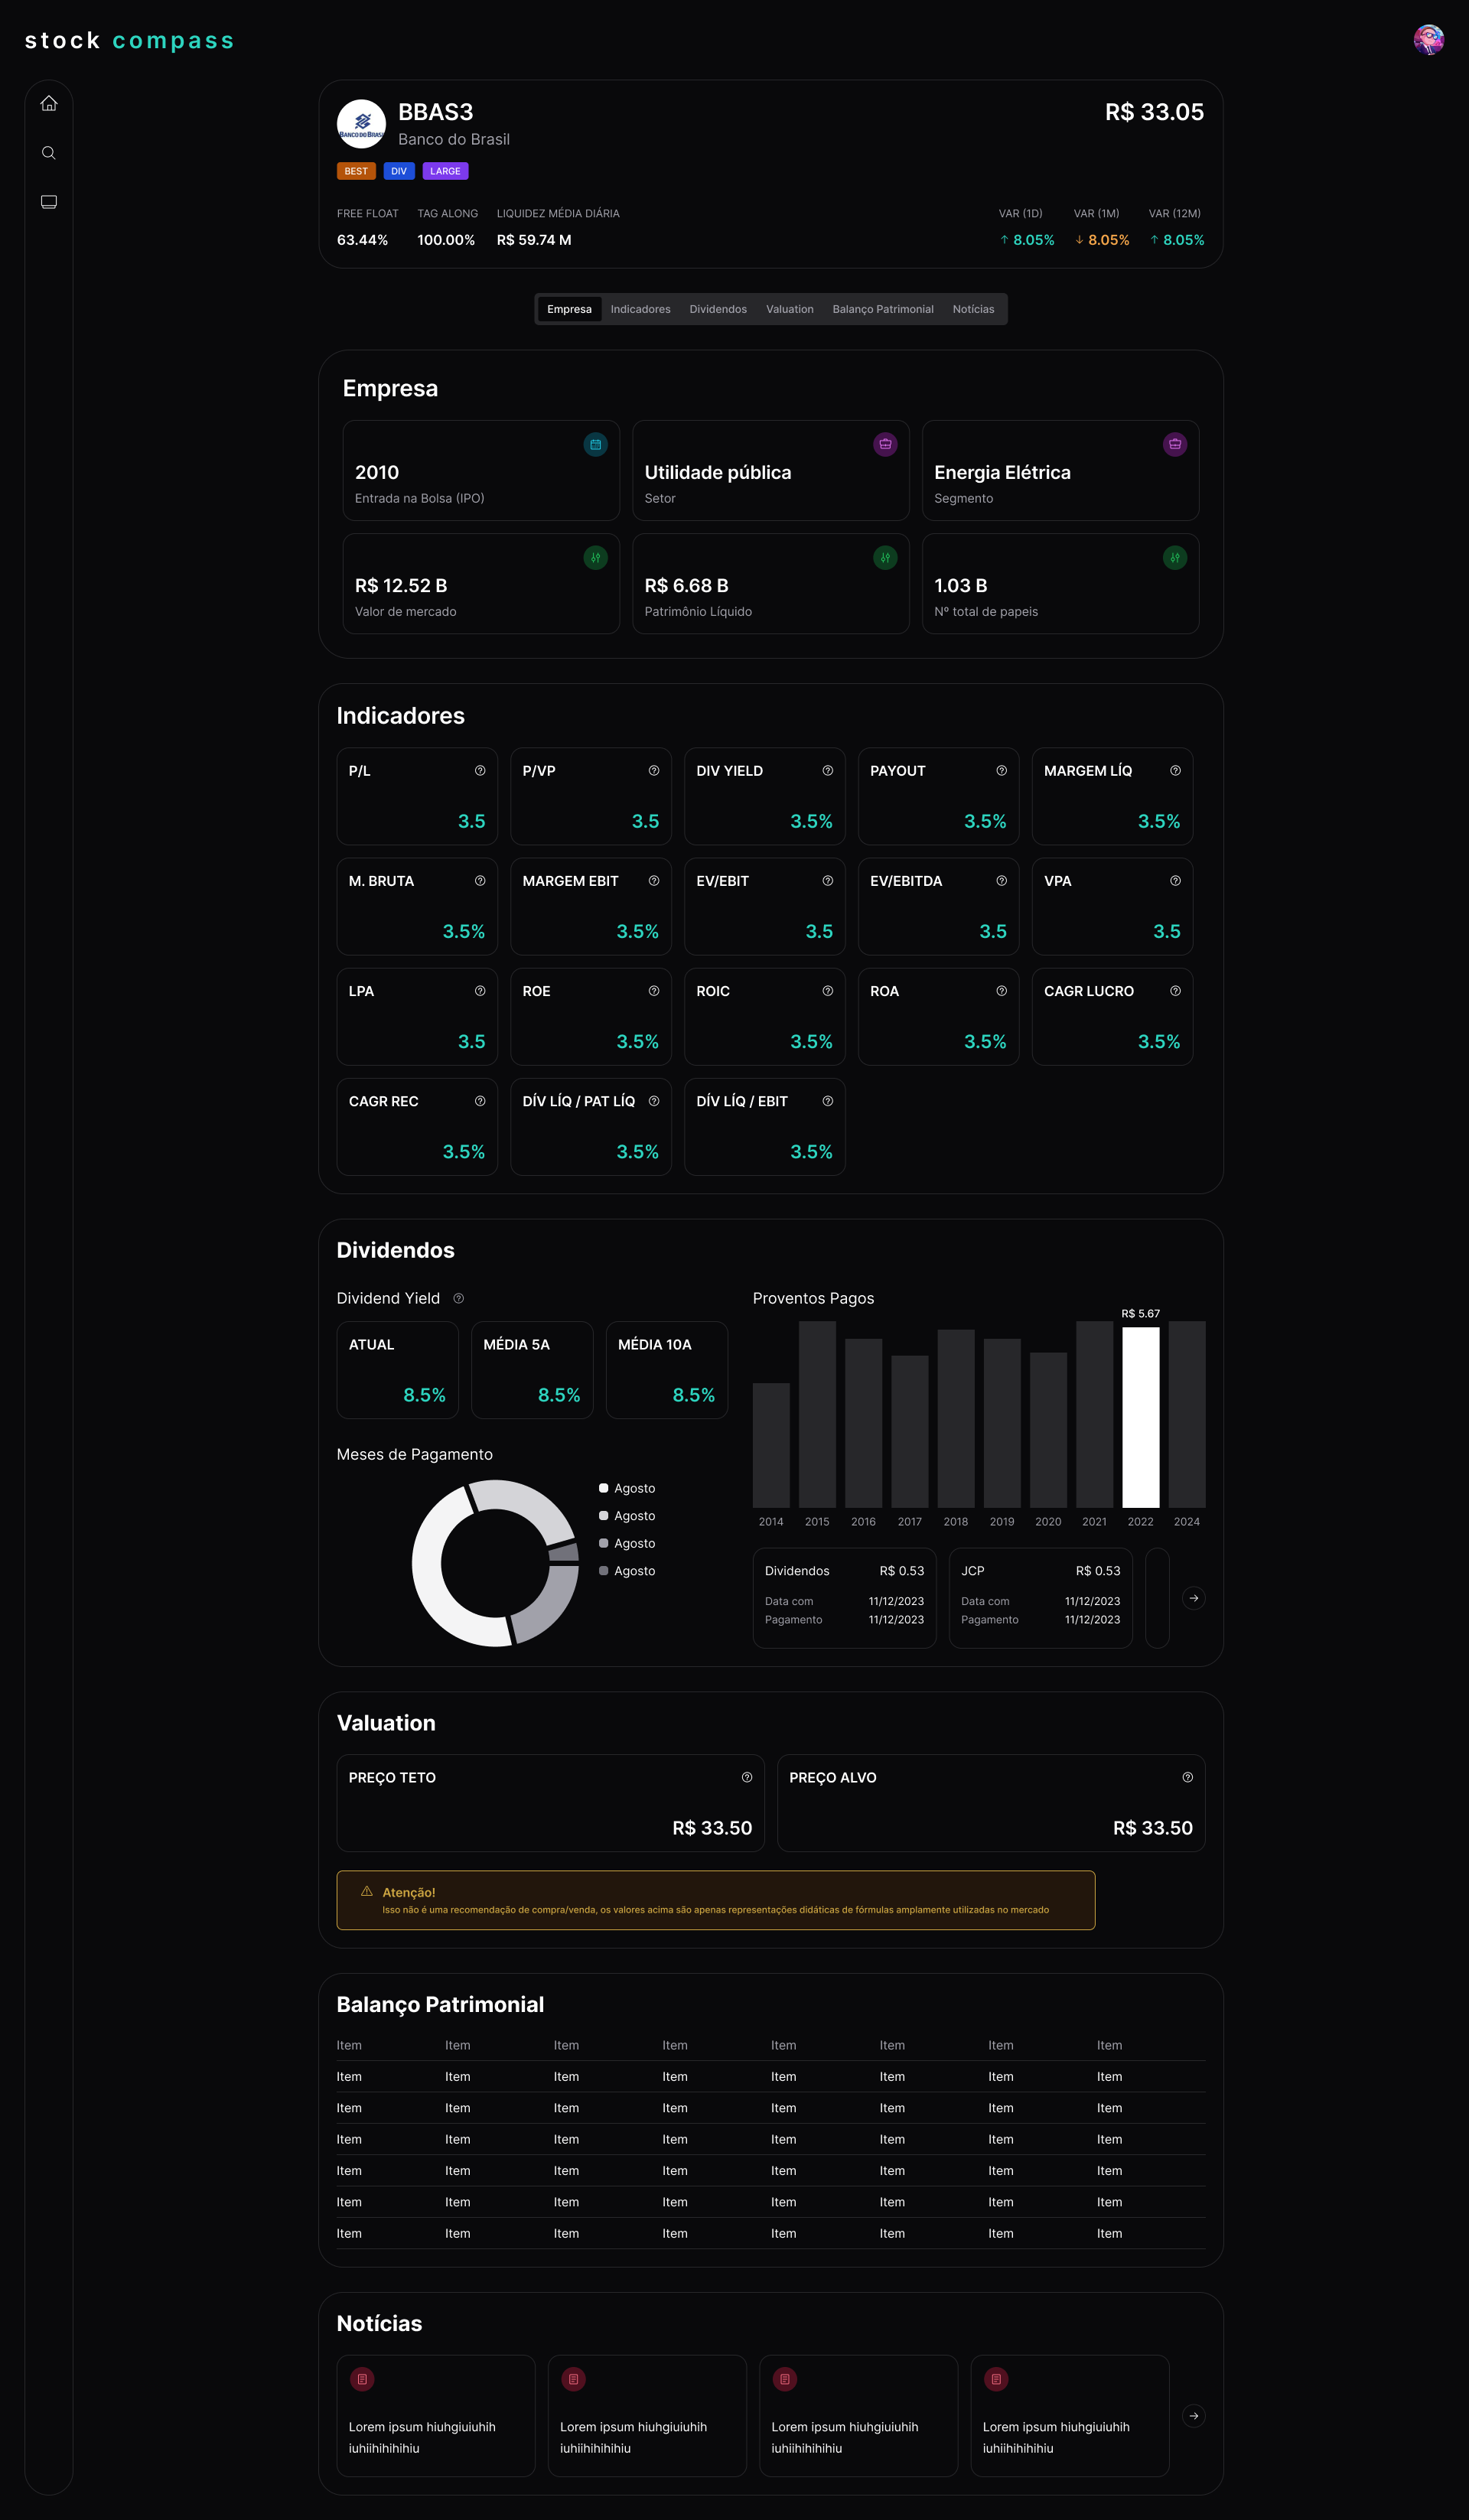 stock compass
BANCO DO BRASIL
BBAS3
R$ 33.05
Banco do Brasil
BEST DIV LARGE
FREE FLOAT TAG ALONG LIQUIDEZ MÉDIA DIÁRIA VAR (1D) VAR (1M) VAR (12M)
63.44% 100.00% R$ 59.74 M ↑ 8.05% ↓ 8.05% ↑ 8.05%
Empresa Indicadores Dividendos Valuation Balanço Patrimonial Notícias
Empresa
2010 Utilidade pública Energia Elétrica
Entrada na Bolsa (IPO) Setor Segmento
R$ 12.52 B R$ 6.68 B 1.03 B
Valor de mercado Patrimônio Líquido Nº total de papeis
Indicadores
P/L P/VP DIV YIELD PAYOUT MARGEM LÍQ
3.5 3.5 3.5% 3.5% 3.5%
M. BRUTA MARGEM EBIT EV/EBIT EV/EBITDA VPA
3.5% 3.5% 3.5 3.5 3.5
LPA ROE ROIC ROA CAGR LUCRO
3.5 3.5% 3.5% 3.5% 3.5%
CAGR REC DÍV LÍQ / PAT LÍQ DÍV LÍQ / EBIT
3.5% 3.5% 3.5%
Dividendos
Dividend Yield
ATUAL MÉDIA 5A MÉDIA 10A
8.5% 8.5% 8.5%
Meses de Pagamento
Agosto
Agosto
Agosto
Agosto
Proventos Pagos
R$ 5.67
2014 2015 2016 2017 2018 2019 2020 2021 2022 2024
Dividendos R$ 0.53
Data com 11/12/2023
Pagamento 11/12/2023
JCP R$ 0.53
Data com 11/12/2023
Pagamento 11/12/2023
Valuation
PREÇO TETO PREÇO ALVO
R$ 33.50 R$ 33.50
Atenção!
Isso não é uma recomendação de compra/venda, os valores acima são apenas representações didáticas de fórmulas amplamente utilizadas no mercado
Balanço Patrimonial
Item Item Item Item Item Item Item Item
Item Item Item Item Item Item Item Item
Item Item Item Item Item Item Item Item
Item Item Item Item Item Item Item Item
Item Item Item Item Item Item Item Item
Item Item Item Item Item Item Item Item
Item Item Item Item Item Item Item Item
Notícias
Lorem ipsum hiuhgiuiuhih
iuhiihihihihiu
Lorem ipsum hiuhgiuiuhih
iuhiihihihihiu
Lorem ipsum hiuhgiuiuhih
iuhiihihihihiu
Lorem ipsum hiuhgiuiuhih
iuhiihihihihiu